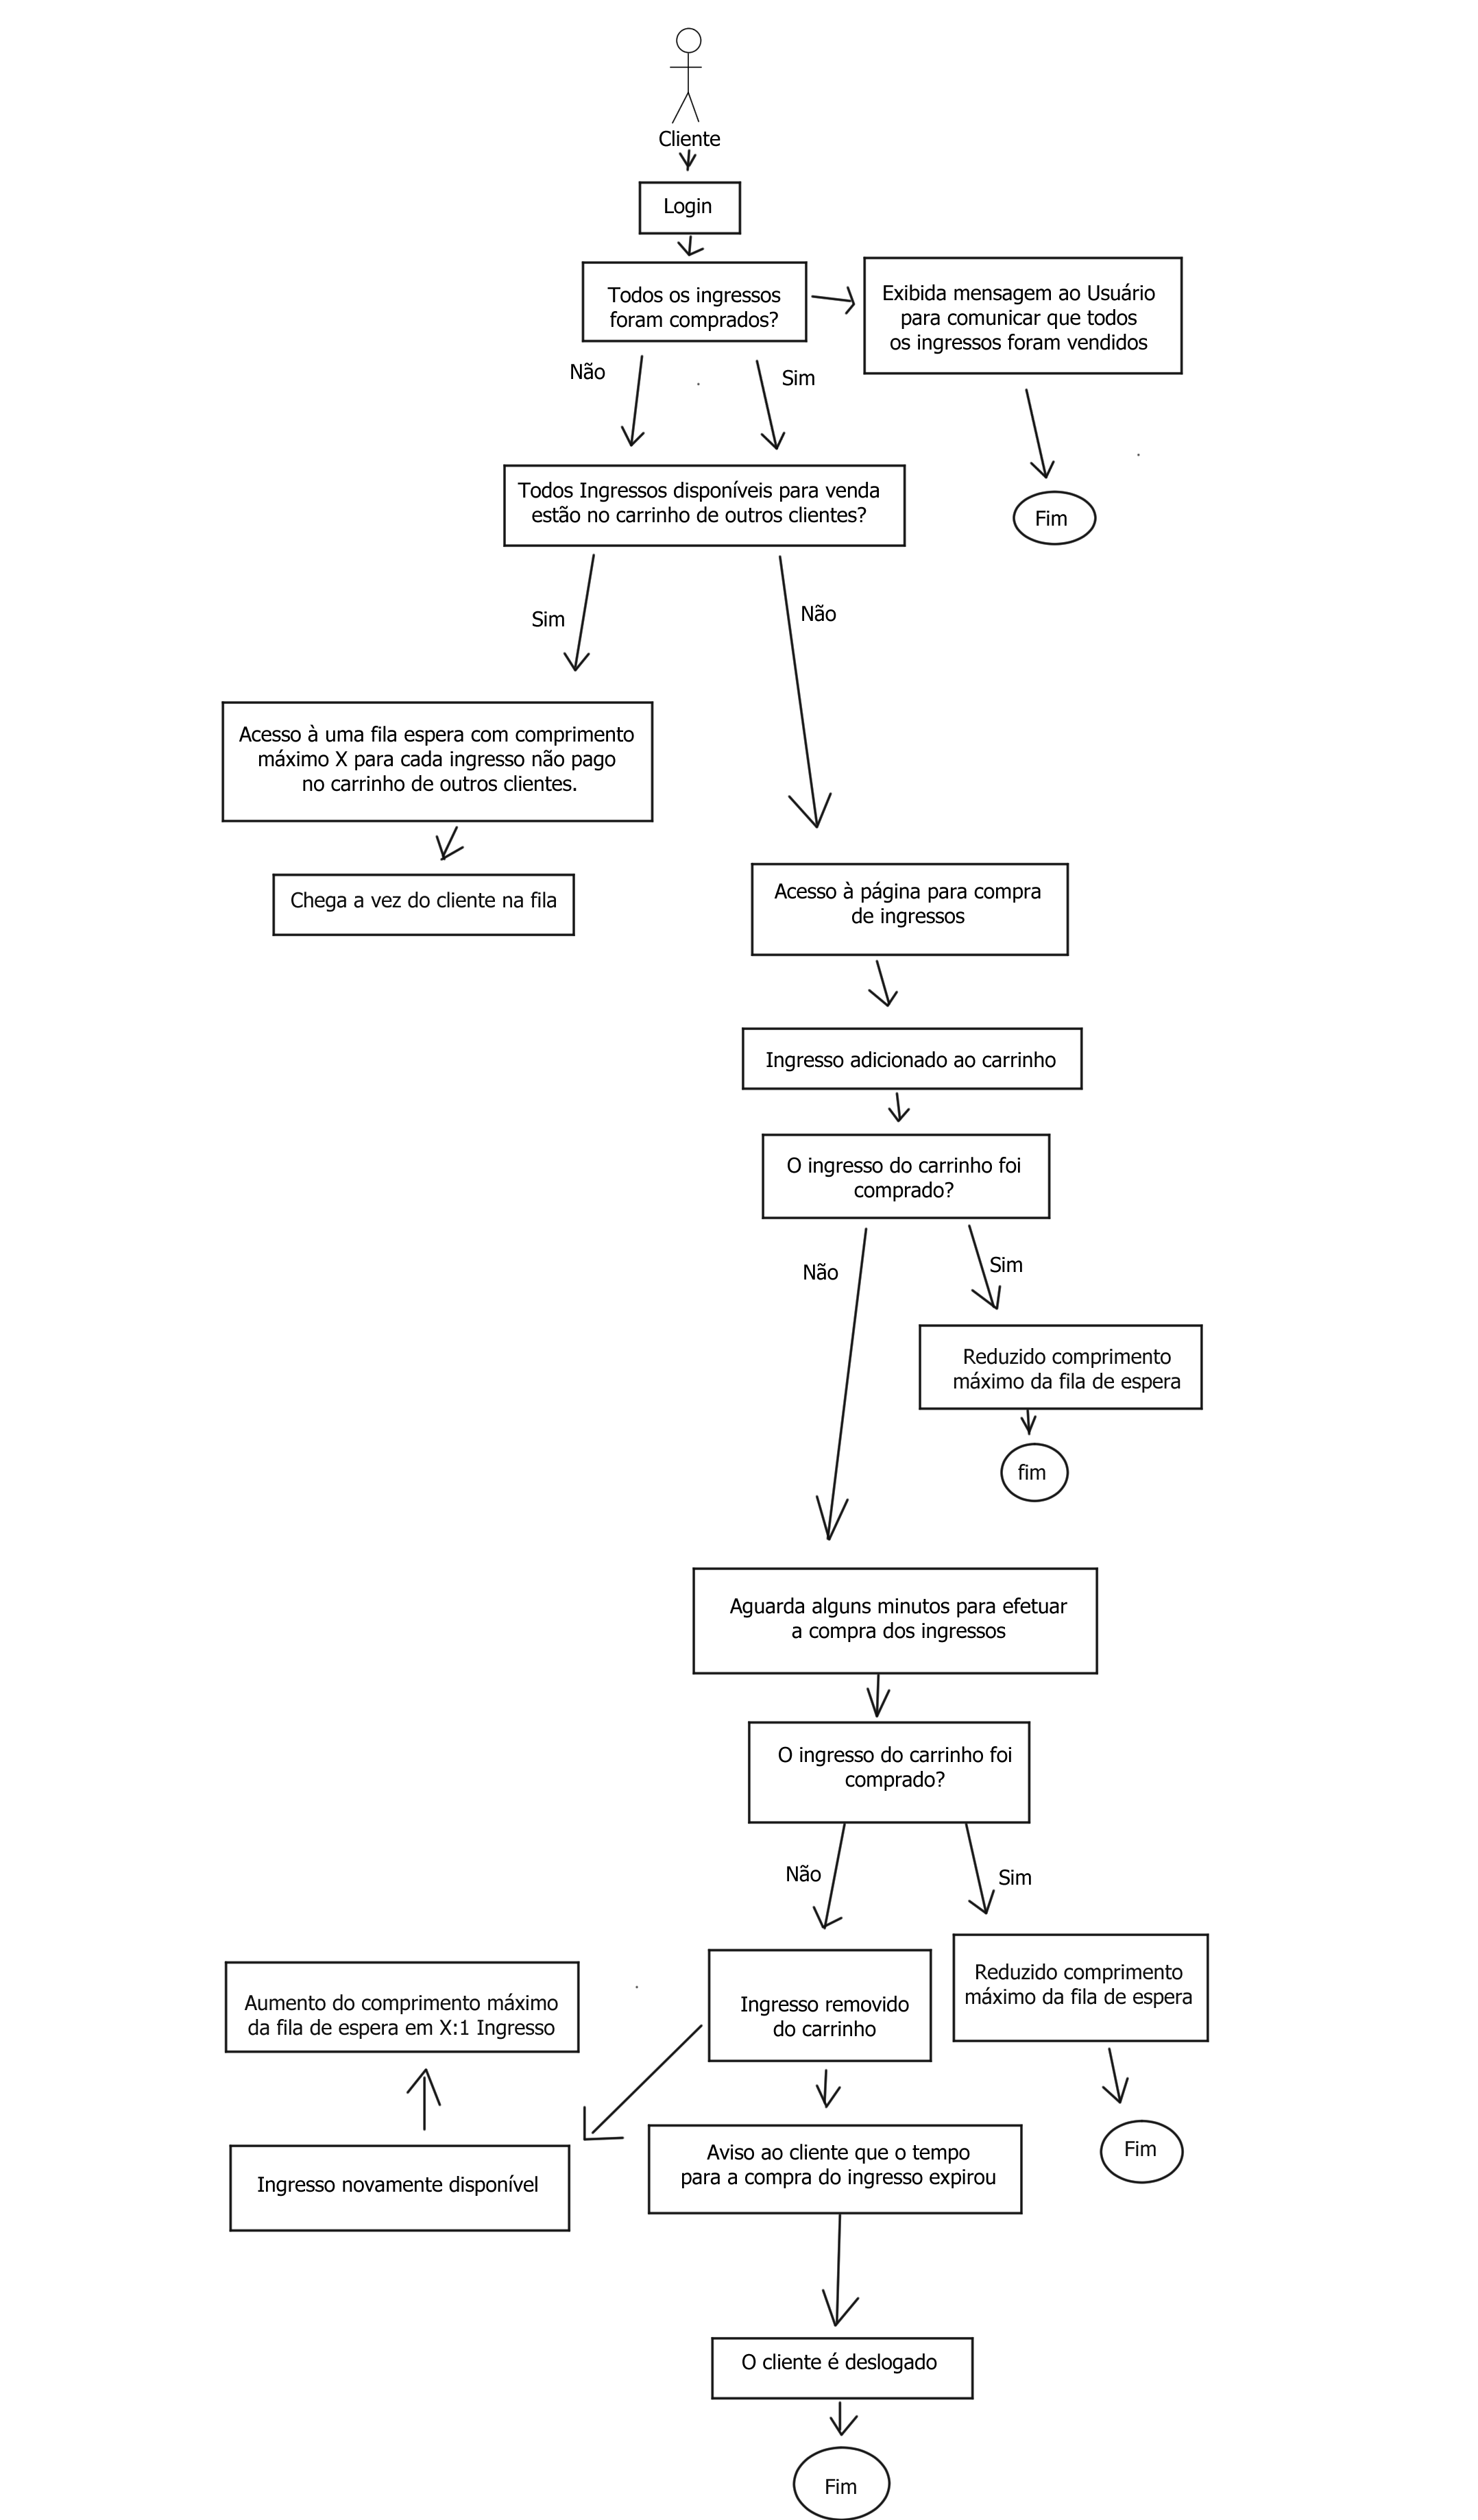 Cliente
Login
Todos os ingressos
foram comprados?
Exibida mensagem ao Usuário
para comunicar que todos
os ingressos foram vendidos
Não
Sim
Fim
Todos Ingressos disponíveis para venda
estão no carrinho de outros clientes?
Sim
Não
Acesso à uma fila espera com comprimento
máximo X para cada ingresso não pago
no carrinho de outros clientes.
Chega a vez do cliente na fila
Acesso à página para compra
de ingressos
Ingresso adicionado ao carrinho
O ingresso do carrinho foi
comprado?
Não
Sim
Reduzido comprimento
máximo da fila de espera
fim
Aguarda alguns minutos para efetuar
a compra dos ingressos
O ingresso do carrinho foi
comprado?
Não
Sim
Aumento do comprimento máximo
da fila de espera em X:1 Ingresso
Ingresso removido
do carrinho
Reduzido comprimento
máximo da fila de espera
Ingresso novamente disponível
Aviso ao cliente que o tempo
para a compra do ingresso expirou
Fim
O cliente é deslogado
Fim